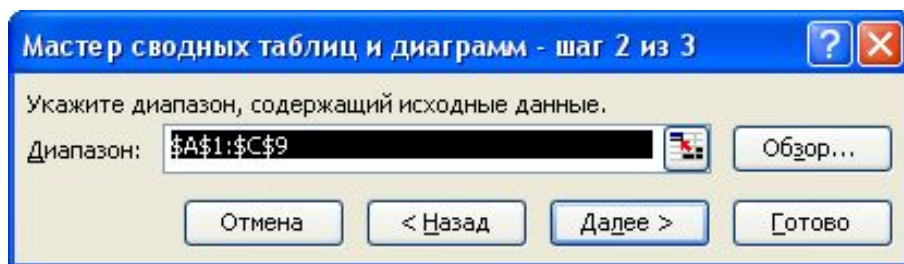 Мастер сводных таблиц и диаграмм - шаг 2 из 3
Укажите диапазон, содержащий исходные данные.
Диапазон: $A$1:$C$9 Обзор...
Отмена < Назад Далее > Готово